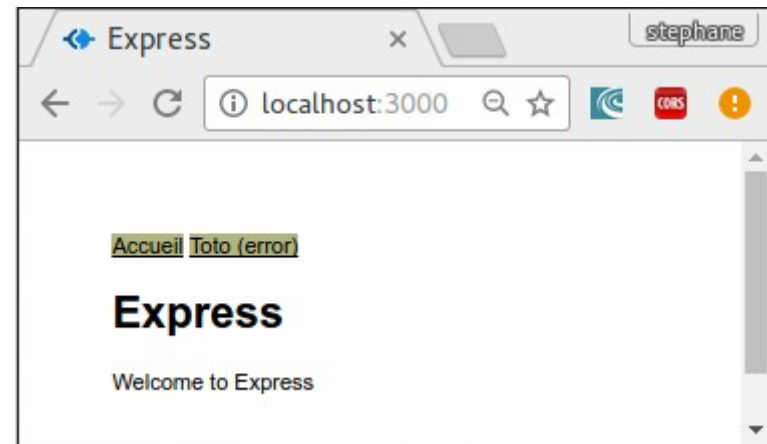 Express
stephane
localhost:3000
CORS
Accueil Toto (error)
Express
Welcome to Express